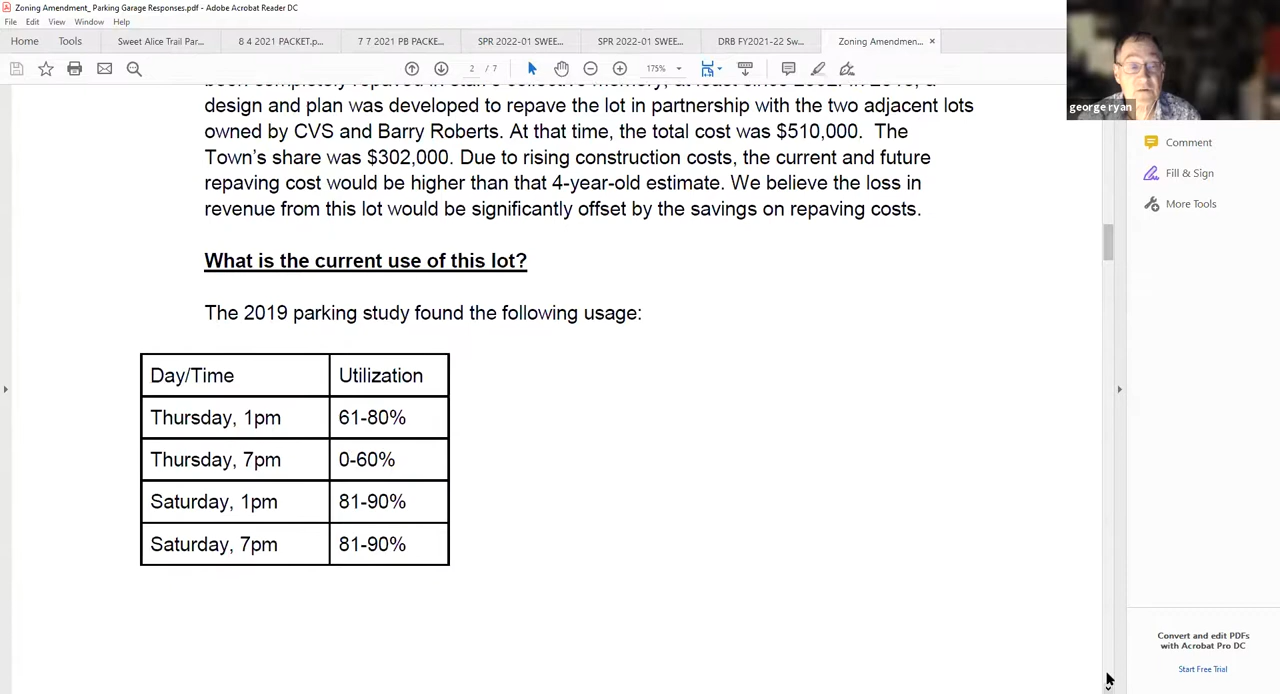 Zoning Amendment_ Parking Garage Responses.pdf - Adobe Acrobat Reader DC
File Edit View Window Help
Home Tools Sweet Alice Trail Par... 8 4 2021 PACKET.p... 7 7 2021 PB PACKE... SPR 2022-01 SWEE... SPR 2022-01 SWEE... DRB FY2021-22 Sw... Zoning Amendmen... ×
2 / 7 175%
george ryan
design and plan was developed to repave the lot in partnership with the two adjacent lots
owned by CVS and Barry Roberts. At that time, the total cost was $510,000. The
Town's share was $302,000. Due to rising construction costs, the current and future
repaving cost would be higher than that 4-year-old estimate. We believe the loss in
revenue from this lot would be significantly offset by the savings on repaving costs.
What is the current use of this lot?
The 2019 parking study found the following usage:
Day/Time Utilization
Thursday, 1pm 61-80%
Thursday, 7pm 0-60%
Saturday, 1pm 81-90%
Saturday, 7pm 81-90%
Comment
Fill & Sign
More Tools
Convert and edit PDFs
with Acrobat Pro DC
Start Free Trial